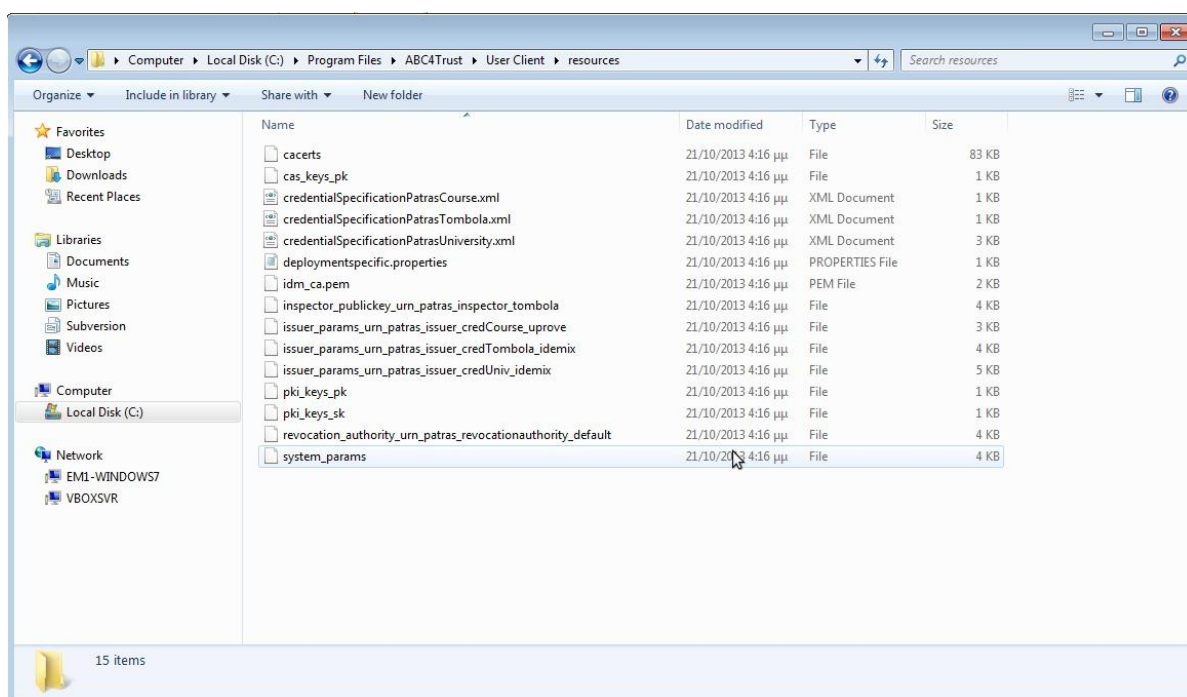 Computer Local Disk (C:) Program Files ABC4Trust User Client resources Search resources
Organize Include in library Share with New folder
Favorites
Desktop
Downloads
Recent Places
Libraries
Documents
Music
Pictures
Subversion
Videos
Computer
Local Disk (C:)
Network
EM1-WINDOWS7
VBOXSVR
Name Date modified Type Size
cacerts 21/10/2013 4:16 μμ File 83 KB
cas_keys_pk 21/10/2013 4:16 μμ File 1 KB
credentialSpecificationPatrasCourse.xml 21/10/2013 4:16 μμ XML Document 1 KB
credentialSpecificationPatrasTombola.xml 21/10/2013 4:16 μμ XML Document 1 KB
credentialSpecificationPatrasUniversity.xml 21/10/2013 4:16 μμ XML Document 3 KB
deploymentspecific.properties 21/10/2013 4:16 μμ PROPERTIES File 1 KB
idm_ca.pem 21/10/2013 4:16 μμ PEM File 2 KB
inspector_publickey_urn_patras_inspector_tombola 21/10/2013 4:16 μμ File 4 KB
issuer_params_urn_patras_issuer_credCourse_uprove 21/10/2013 4:16 μμ File 3 KB
issuer_params_urn_patras_issuer_credTombola_idemix 21/10/2013 4:16 μμ File 4 KB
issuer_params_urn_patras_issuer_credUniv_idemix 21/10/2013 4:16 μμ File 5 KB
pki_keys_pk 21/10/2013 4:16 μμ File 1 KB
pki_keys_sk 21/10/2013 4:16 μμ File 1 KB
revocation_authority_urn_patras_revocationauthority_default 21/10/2013 4:16 μμ File 4 KB
system_params 21/10/2013 4:16 μμ File 4 KB
15 items